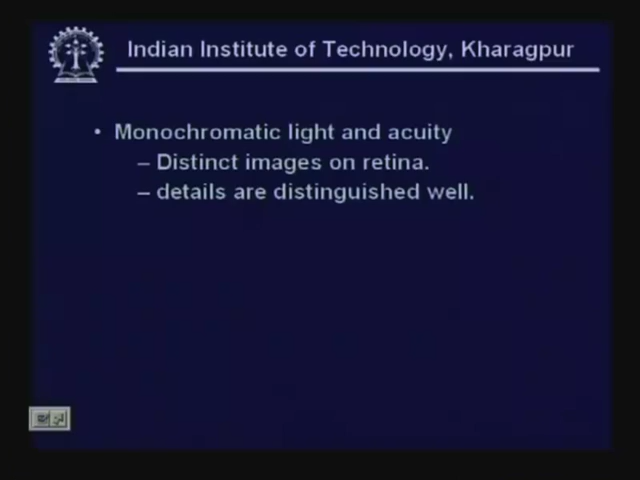 Indian Institute of Technology, Kharagpur
• Monochromatic light and acuity
– Distinct images on retina.
– details are distinguished well.